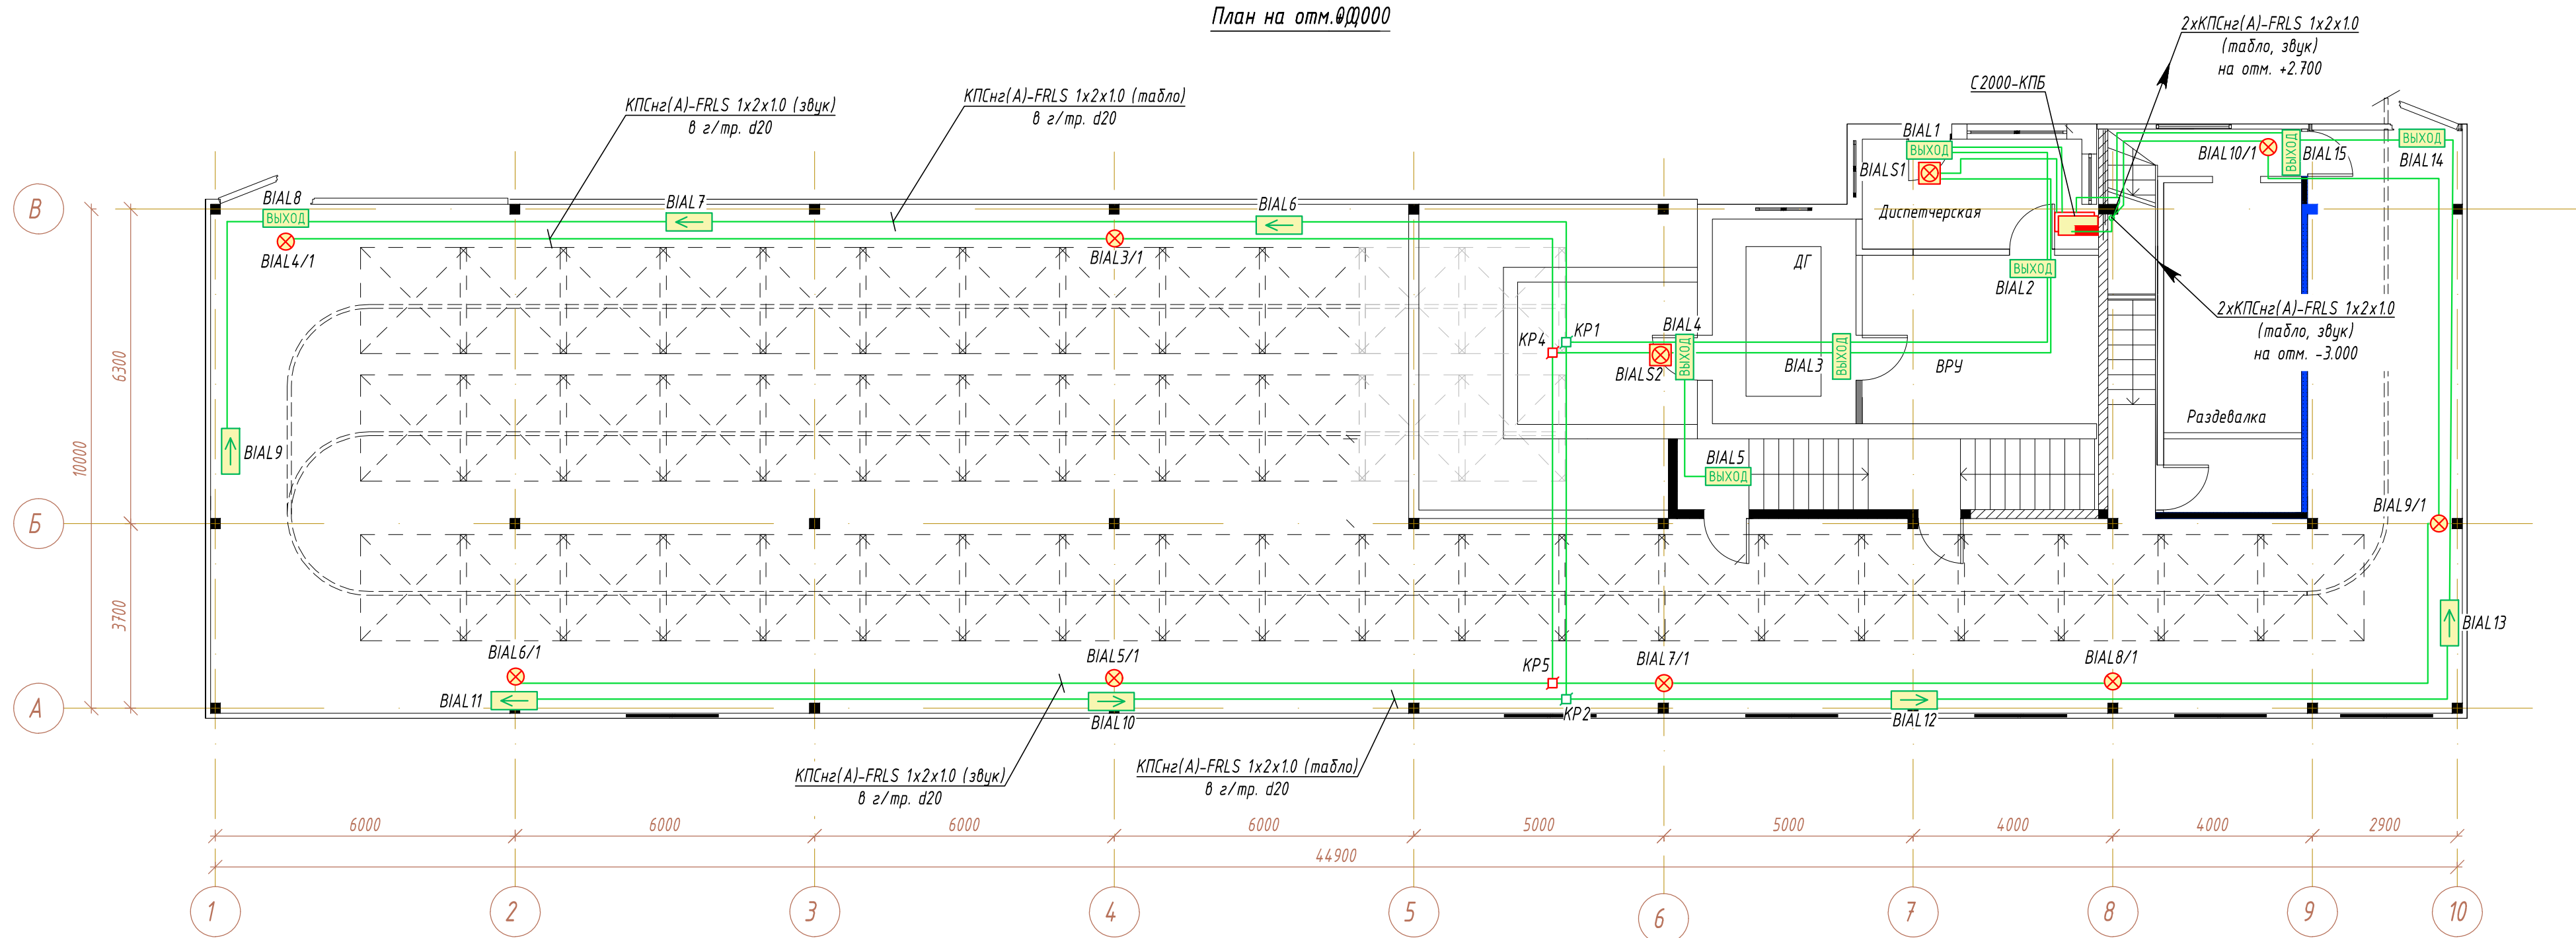 План на отм.
2хКПСнг(А)-FRLS 1х2х1.0
(табло, звук)
на отм. +2.700
С2000-КПБ
КПСнг(А)-FRLS 1х2х1.0 (звук)
в г/тр. d20
КПСнг(А)-FRLS 1х2х1.0 (табло)
в г/тр. d20
BIAL1
ВЫХОД
BIALS1
BIAL10/1
ВЫХОД
BIAL15
ВЫХОД
BIAL14
В
BIAL8
ВЫХОД
BIAL7
BIAL6
Диспетчерская
BIAL4/1
BIAL3/1
ДГ
ВЫХОД
BIAL2
2хКПСнг(А)-FRLS 1х2х1.0
(табло, звук)
на отм. -3.000
КР1
КР4
BIAL4
ВЫХОД
BIALS2
BIAL3
ВЫХОД
ВРУ
6300
10000
Раздевалка
BIAL9
BIAL5
ВЫХОД
Б
BIAL9/1
3700
BIAL13
BIAL6/1
BIAL5/1
КР5
BIAL7/1
BIAL8/1
А
BIAL11
BIAL10
КР2
BIAL12
КПСнг(А)-FRLS 1х2х1.0 (звук)
в г/тр. d20
КПСнг(А)-FRLS 1х2х1.0 (табло)
в г/тр. d20
6000
6000
6000
6000
5000
5000
4000
4000
2900
44900
1
2
3
4
5
6
7
8
9
10